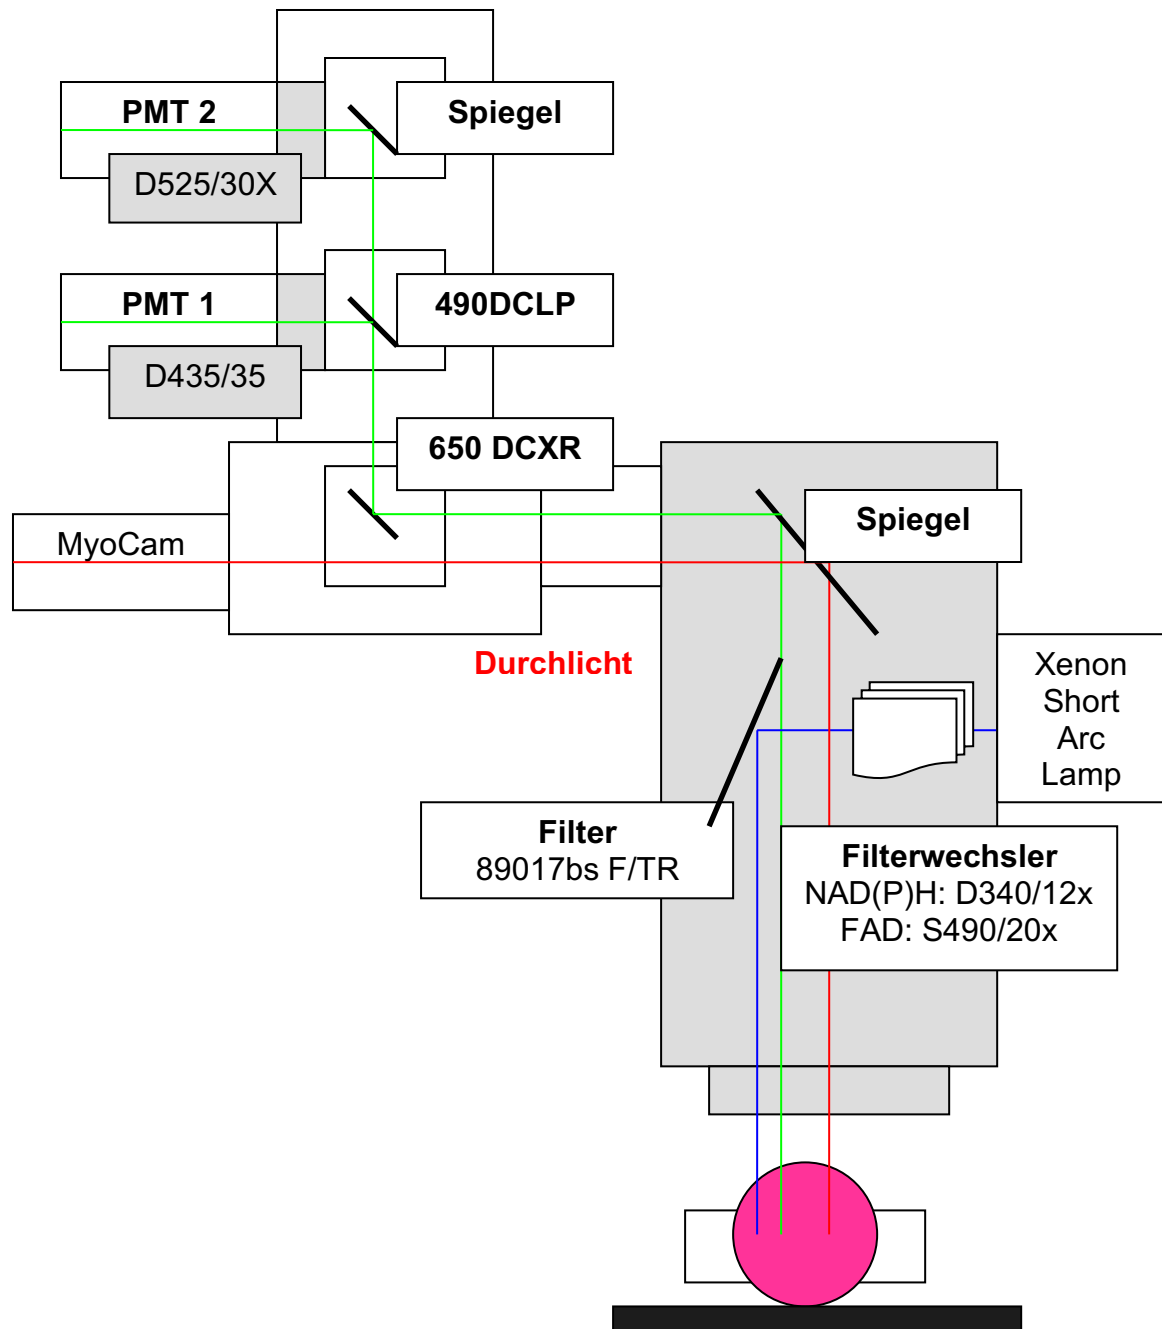 PMT 2
Spiegel
D525/30X
PMT 1
490DCLP
D435/35
650 DCXR
Spiegel
MyoCam
Durchlicht
Xenon
Short
Arc
Lamp
Filter
89017bs F/TR
Filterwechsler
NAD(P)H: D340/12x
FAD: S490/20x